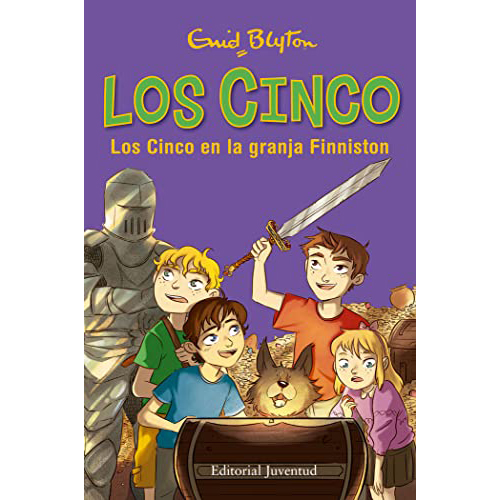 Enid Blyton
LOS CINCO
Los Cinco en la granja Finniston
Editorial Juventud